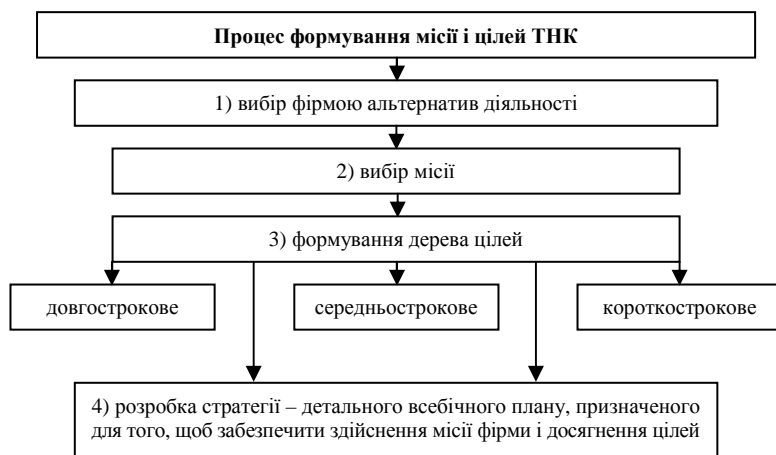 Процес формування місії і цілей ТНК
1) вибір фірмою альтернатив діяльності
2) вибір місії
3) формування дерева цілей
довгострокове
середньострокове
короткострокове
4) розробка стратегії – детального всебічного плану, призначеного
для того, щоб забезпечити здійснення місії фірми і досягнення цілей